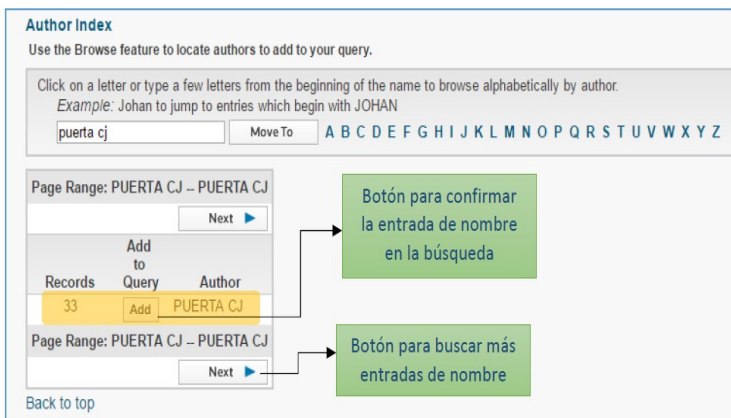 Author Index
Use the Browse feature to locate authors to add to your query.
Click on a letter or type a few letters from the beginning of the name to browse alphabetically by author.
Example: Johan to jump to entries which begin with JOHAN
puerta cj
Move To
A B C D E F G H I J K L M N O P Q R S T U V W X Y Z
Page Range: PUERTA CJ -- PUERTA CJ
Next
Add
to
Records Query Author
33 Add PUERTA CJ
Page Range: PUERTA CJ -- PUERTA CJ
Next
Back to top
Botón para confirmar
la entrada de nombre
en la búsqueda
Botón para buscar más
entradas de nombre